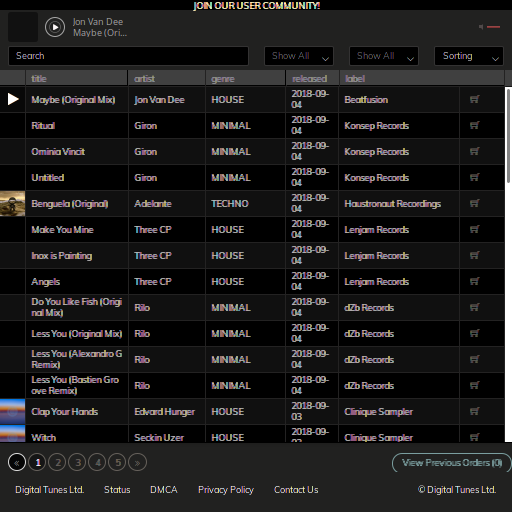 JOIN OUR USER COMMUNITY!
Jon Van Dee
Maybe (Ori...
Search Show All Show All Sorting
title artist genre released label
Maybe (Original Mix) Jon Van Dee HOUSE 2018-09-04 Beatfusion
Ritual Giron MINIMAL 2018-09-04 Konsep Records
Ominia Vincit Giron MINIMAL 2018-09-04 Konsep Records
Untitled Giron MINIMAL 2018-09-04 Konsep Records
Benguela (Original) Adelante TECHNO 2018-09-04 Haustronaut Recordings
Make You Mine Three CP HOUSE 2018-09-04 Lenjam Records
Inox is Painting Three CP HOUSE 2018-09-04 Lenjam Records
Angels Three CP HOUSE 2018-09-04 Lenjam Records
Do You Like Fish (Original Mix) Rilo MINIMAL 2018-09-04 dZb Records
Less You (Original Mix) Rilo MINIMAL 2018-09-04 dZb Records
Less You (Alexandro G Remix) Rilo MINIMAL 2018-09-04 dZb Records
Less You (Bastien Groove Remix) Rilo MINIMAL 2018-09-04 dZb Records
Clap Your Hands Edvard Hunger HOUSE 2018-09-03 Clinique Sampler
Witch Seckin Uzer HOUSE 2018-09-03 Clinique Sampler
« 1 2 3 4 5 » View Previous Orders (0)
Digital Tunes Ltd. Status DMCA Privacy Policy Contact Us © Digital Tunes Ltd.